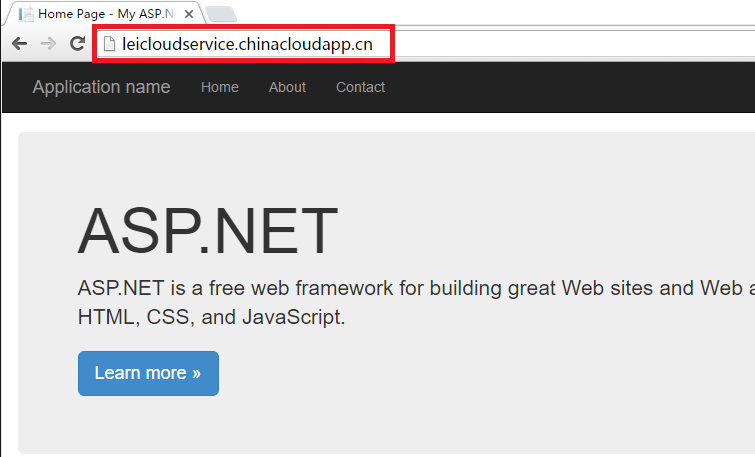 Home Page - My ASP.N
leicloudservice.chinacloudapp.cn
Application name Home About Contact
ASP.NET
ASP.NET is a free web framework for building great Web sites and Web a
HTML, CSS, and JavaScript.
Learn more »